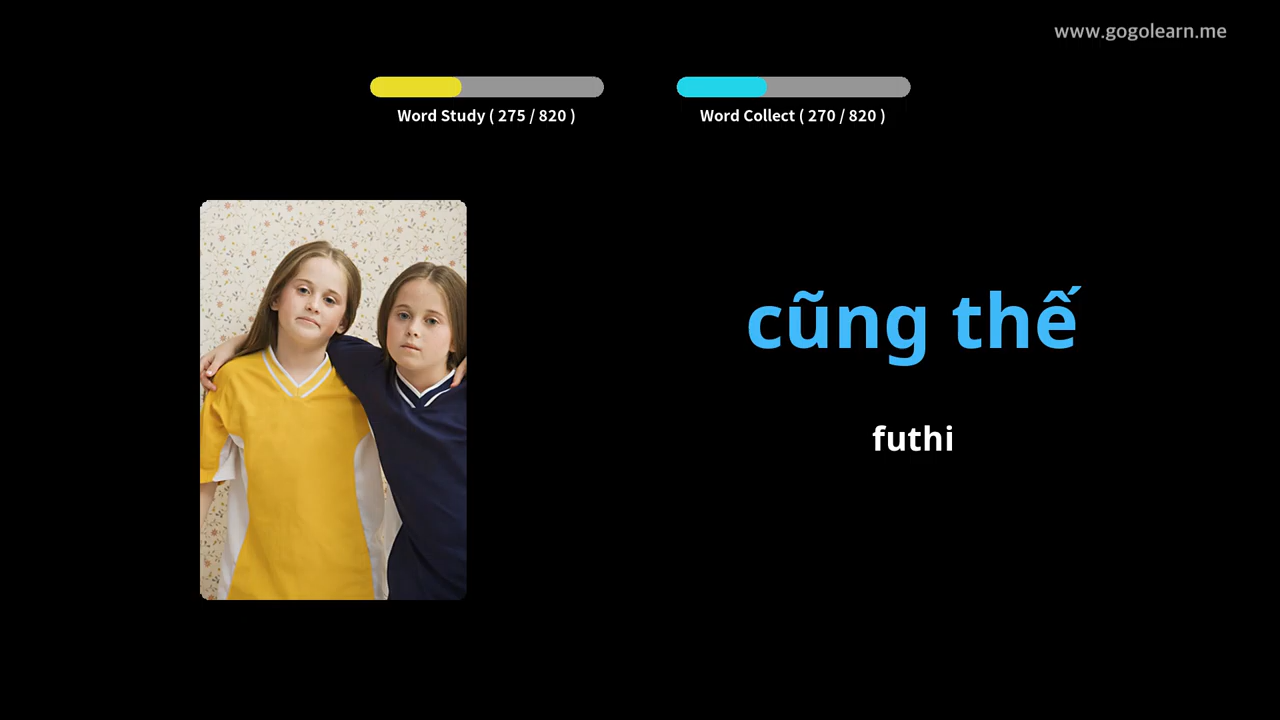 www.gogolearn.me
Word Study ( 275 / 820 )
Word Collect ( 270 / 820 )
cũng thế
futhi